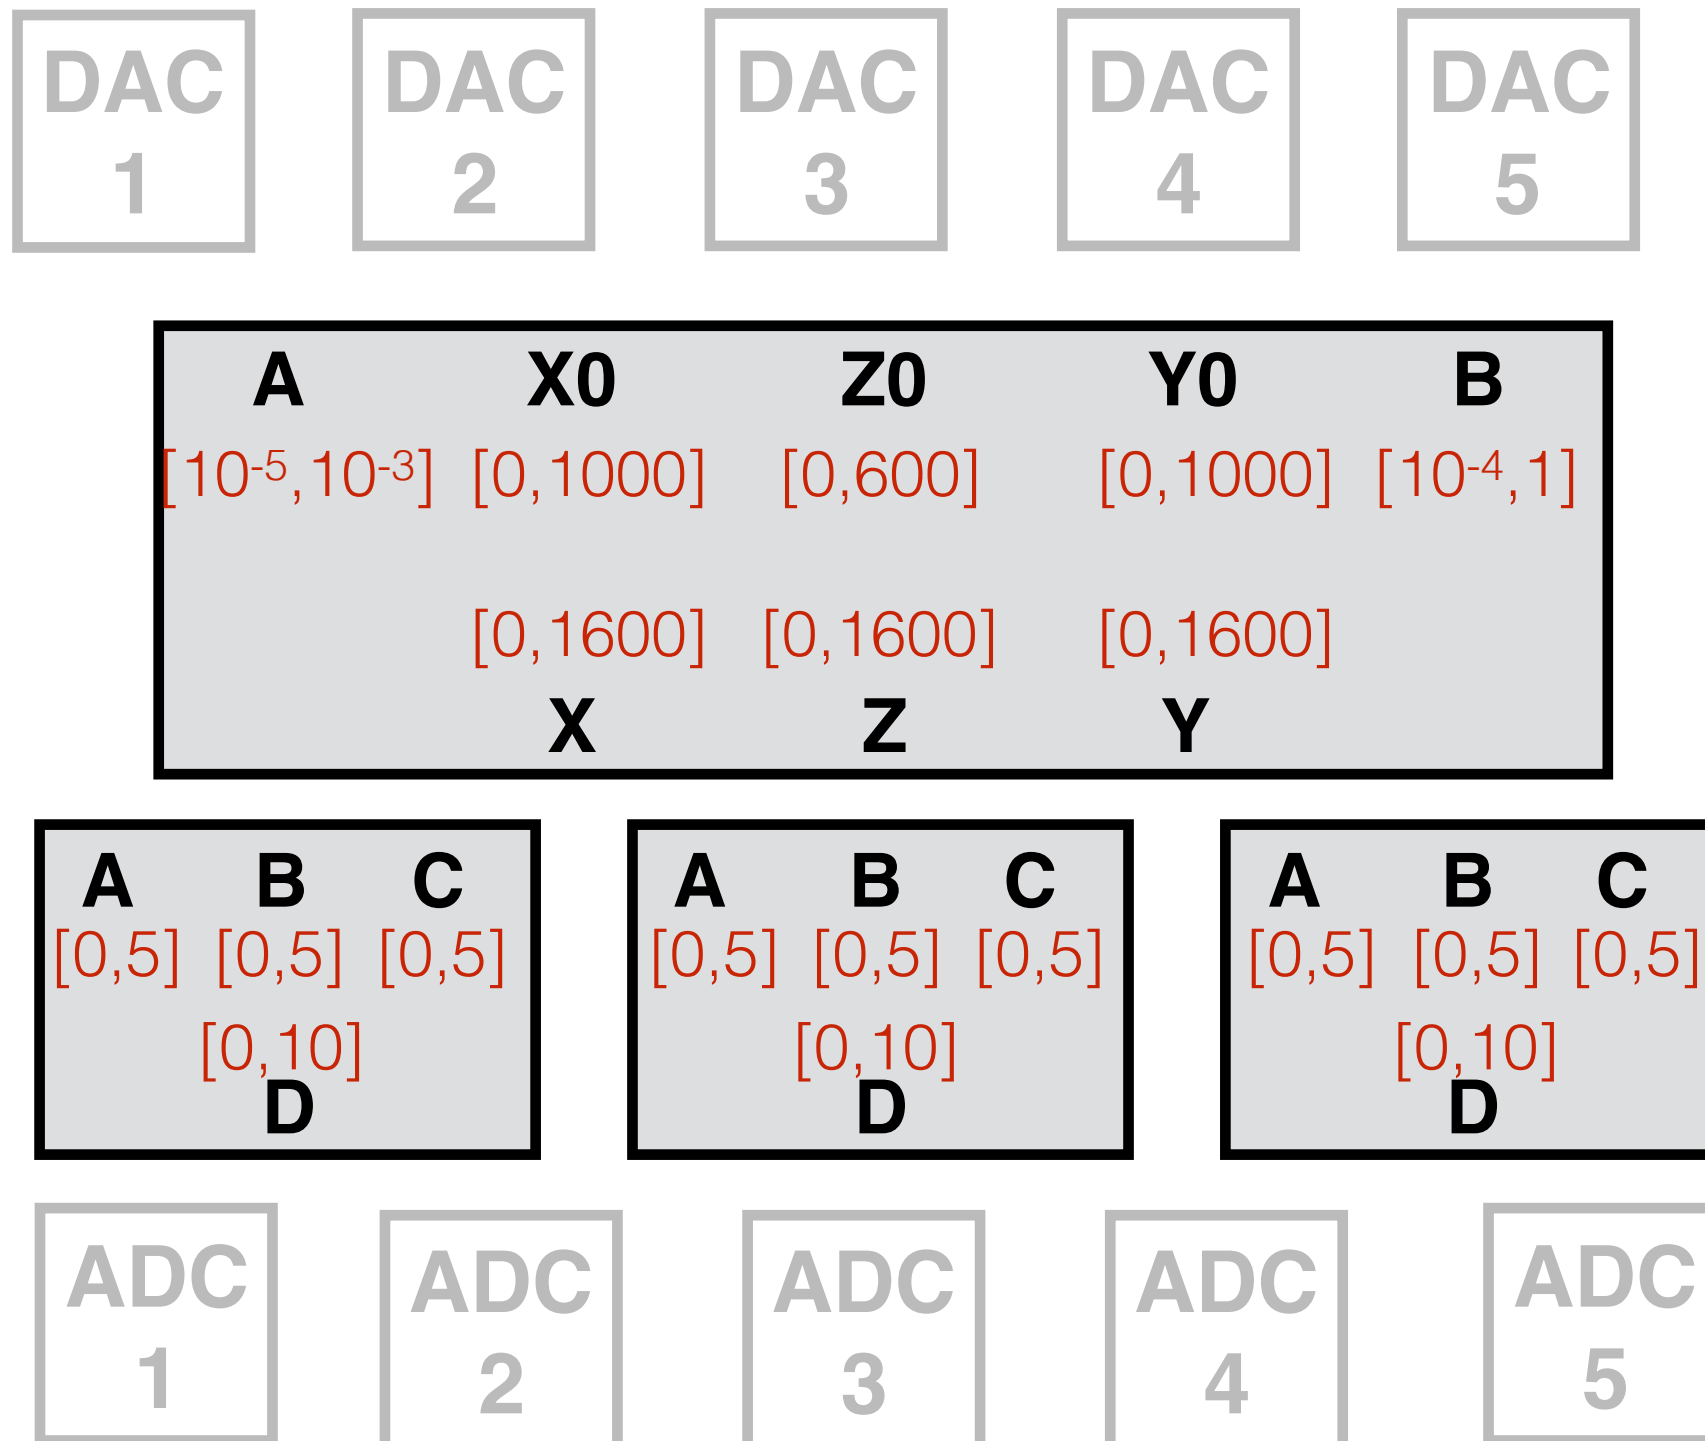 DAC DAC DAC DAC DAC
1 2 3 4 5
A X0 Z0 Y0 B
[10⁻⁵,10⁻³] [0,1000] [0,600] [0,1000] [10⁻⁴,1]
[0,1600] [0,1600] [0,1600]
X Z Y
A B C A B C A B C
[0,5] [0,5] [0,5] [0,5] [0,5] [0,5] [0,5] [0,5] [0,5]
[0,10] [0,10] [0,10]
D D D
ADC ADC ADC ADC ADC
1 2 3 4 5